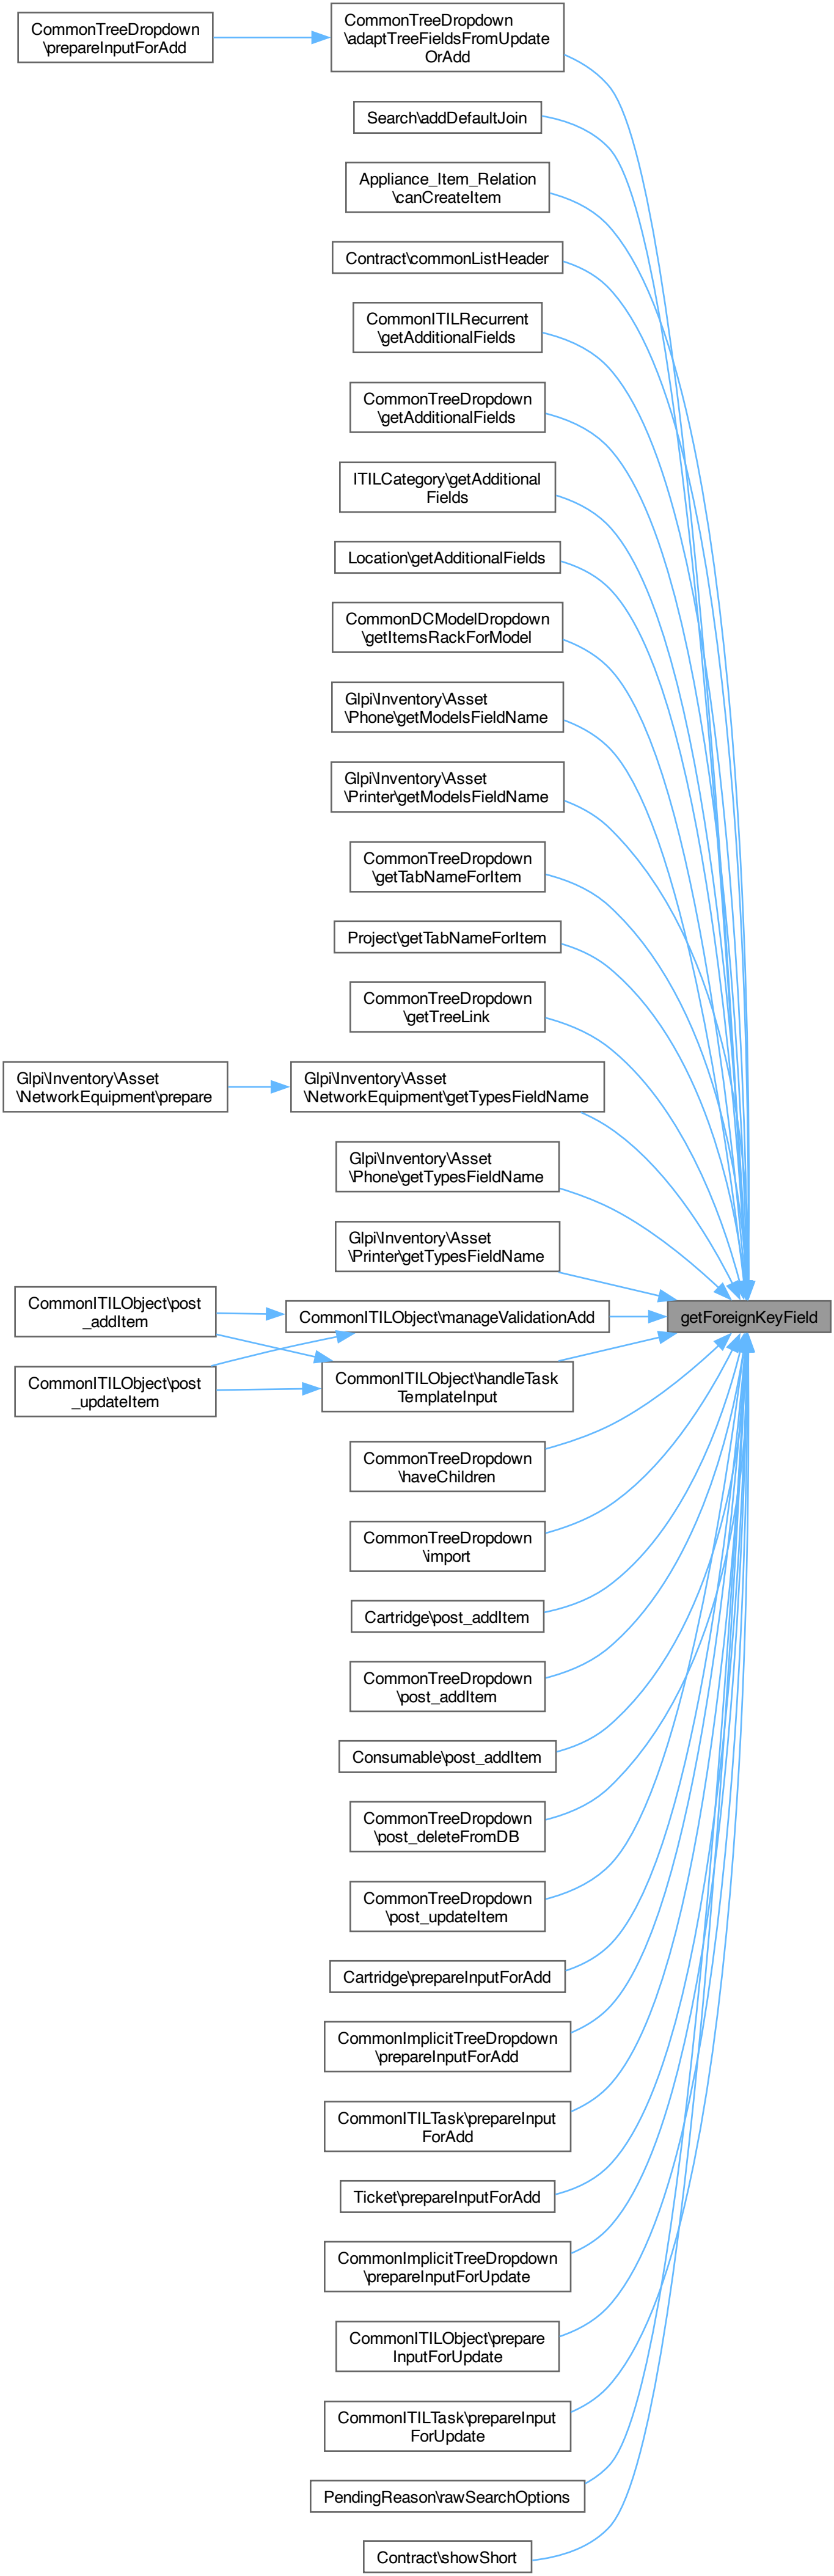 CommonTreeDropdown
\prepareInputForAdd
CommonTreeDropdown
\adaptTreeFieldsFromUpdate
OrAdd
Search\addDefaultJoin
Appliance_Item_Relation
\canCreateItem
Contract\commonListHeader
CommonITILRecurrent
\getAdditionalFields
CommonTreeDropdown
\getAdditionalFields
ITILCategory\getAdditional
Fields
Location\getAdditionalFields
CommonDCModelDropdown
\getItemsRackForModel
Glpi\Inventory\Asset
\Phone\getModelsFieldName
Glpi\Inventory\Asset
\Printer\getModelsFieldName
CommonTreeDropdown
\getTabNameForItem
Project\getTabNameForItem
CommonTreeDropdown
\getTreeLink
Glpi\Inventory\Asset
\NetworkEquipment\prepare
Glpi\Inventory\Asset
\NetworkEquipment\getTypesFieldName
Glpi\Inventory\Asset
\Phone\getTypesFieldName
Glpi\Inventory\Asset
\Printer\getTypesFieldName
CommonITILObject\post
_addItem
CommonITILObject\manageValidationAdd
getForeignKeyField
CommonITILObject\post
_updateItem
CommonITILObject\handleTask
TemplateInput
CommonTreeDropdown
\haveChildren
CommonTreeDropdown
\import
Cartridge\post_addItem
CommonTreeDropdown
\post_addItem
Consumable\post_addItem
CommonTreeDropdown
\post_deleteFromDB
CommonTreeDropdown
\post_updateItem
Cartridge\prepareInputForAdd
CommonImplicitTreeDropdown
\prepareInputForAdd
CommonITILTask\prepareInput
ForAdd
Ticket\prepareInputForAdd
CommonImplicitTreeDropdown
\prepareInputForUpdate
CommonITILObject\prepare
InputForUpdate
CommonITILTask\prepareInput
ForUpdate
PendingReason\rawSearchOptions
Contract\showShort